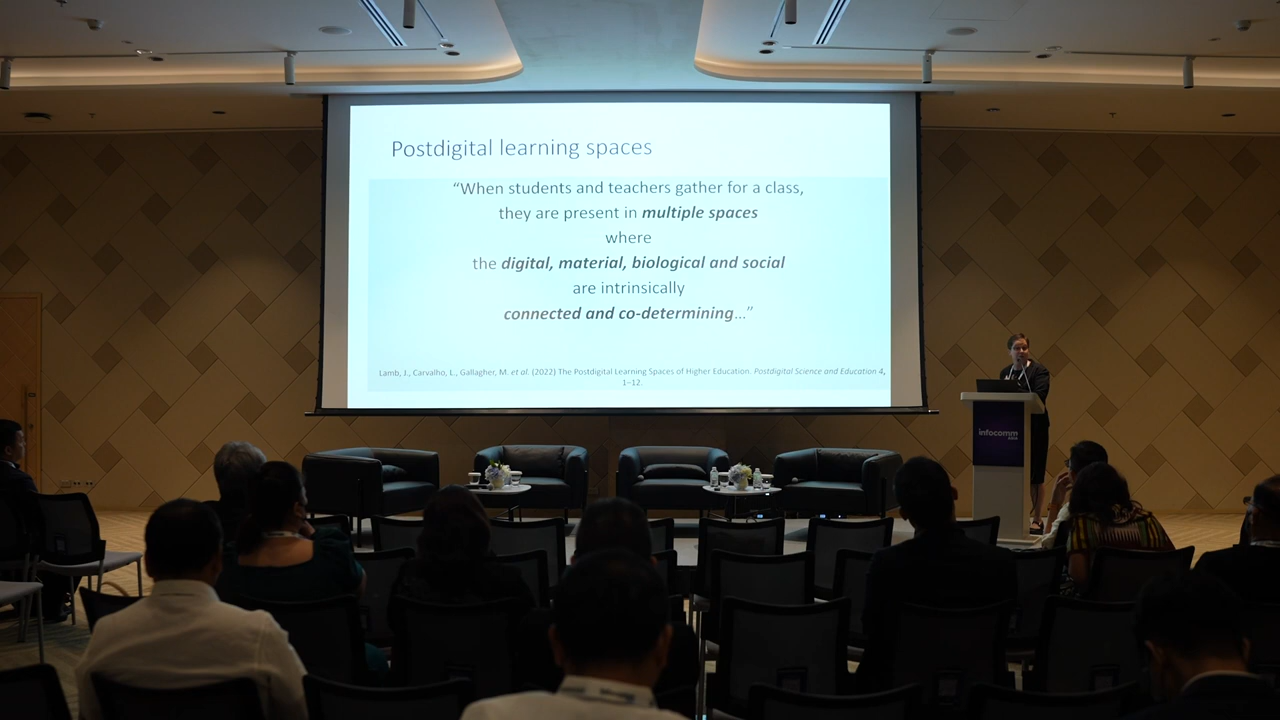 Postdigital learning spaces
“When students and teachers gather for a class,
they are present in multiple spaces
where
the digital, material, biological and social
are intrinsically
connected and co-determining…”
Lamb, J., Carvalho, L., Gallagher, M. et al. (2022) The Postdigital Learning Spaces of Higher Education. Postdigital Science and Education 4,
1–12.
infocomm
ASIA